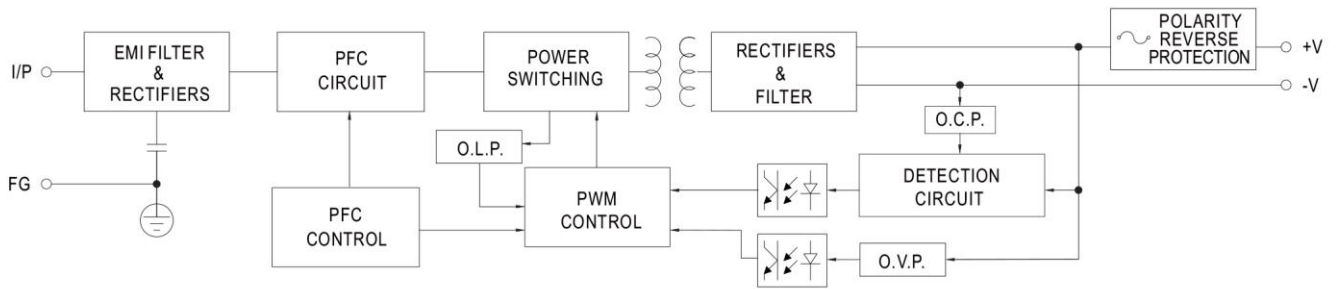 I/P
EMI FILTER
&
RECTIFIERS
PFC
CIRCUIT
POWER
SWITCHING
RECTIFIERS
&
FILTER
POLARITY
REVERSE
PROTECTION
+V
-V
O.C.P.
O.L.P.
FG
PFC
CONTROL
PWM
CONTROL
DETECTION
CIRCUIT
O.V.P.